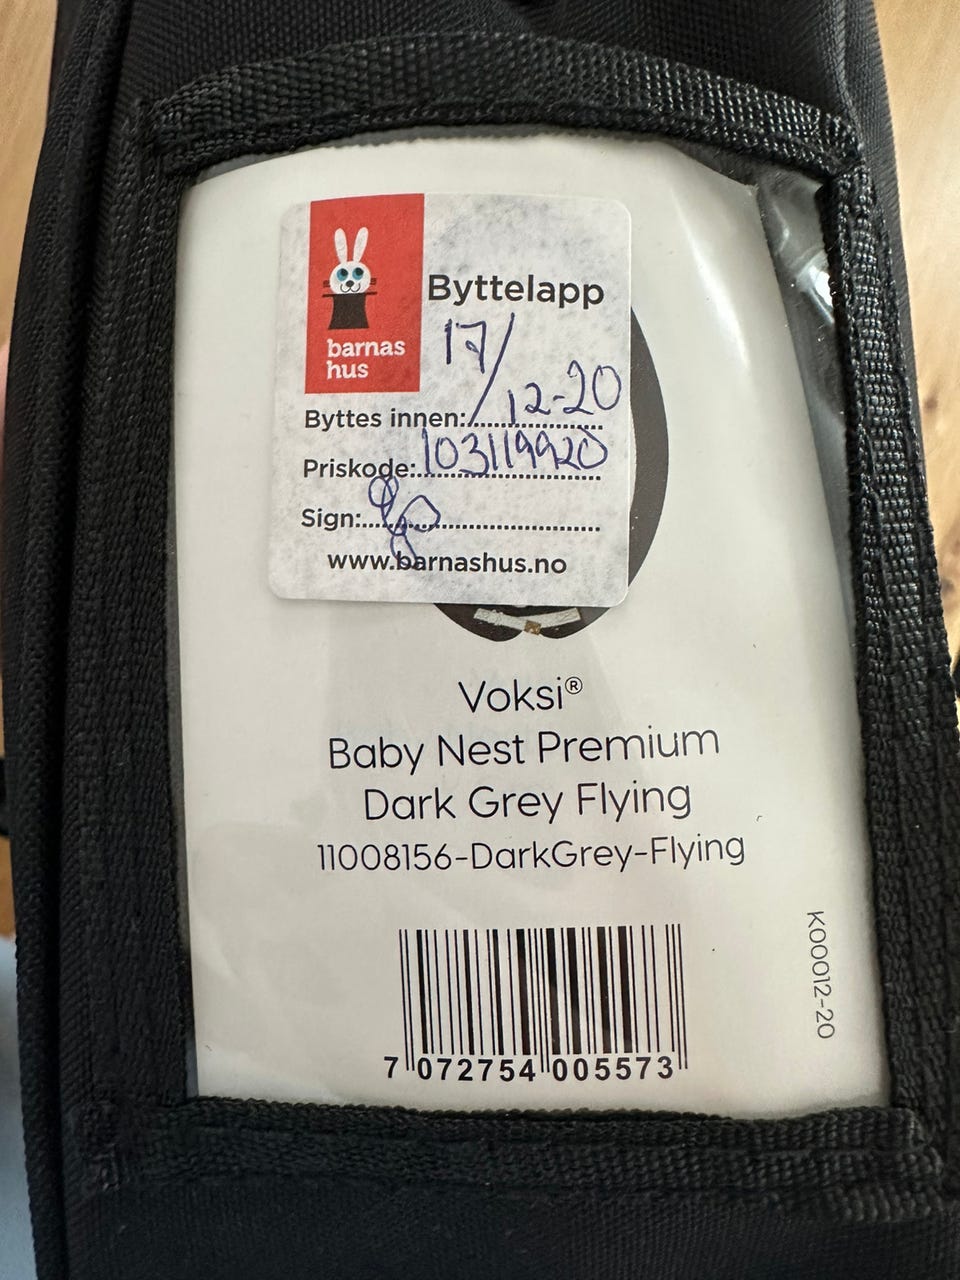 barnas
hus
Byttelapp
Byttes innen: 17/12-20
Priskode: 103119920
Sign:
www.barnashus.no
Voksi®
Baby Nest Premium
Dark Grey Flying
11008156-DarkGrey-Flying
K00012-20
7 072754 005573